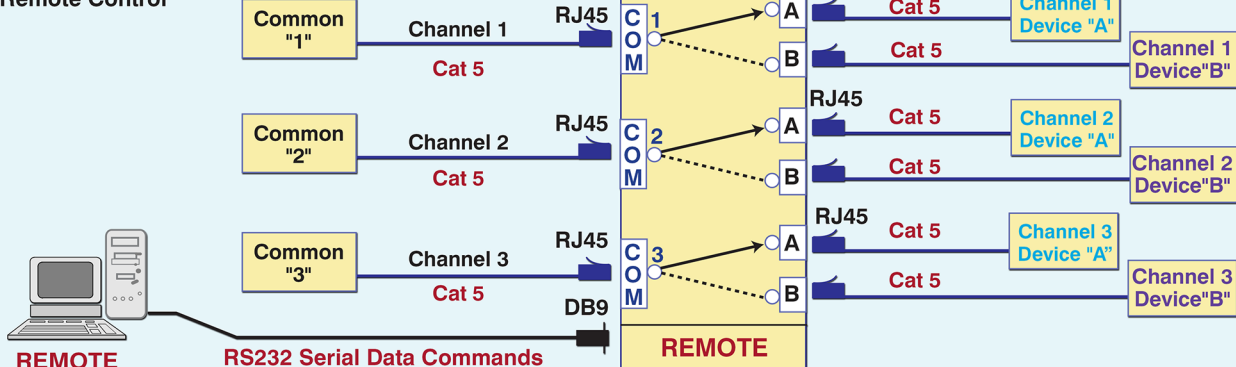 Remote Control
Common
"1"
Channel 1
Cat 5
RJ45
C
O
M
1
A
B
Cat 5
Channel 1
Device "A"
Cat 5
Channel 1
Device"B"
Common
"2"
Channel 2
Cat 5
RJ45
C
O
M
2
A
B
RJ45
Cat 5
Channel 2
Device "A"
Cat 5
Channel 2
Device"B"
Common
"3"
Channel 3
Cat 5
RJ45
C
O
M
3
A
B
RJ45
Cat 5
Channel 3
Device "A”
Cat 5
Channel 3
Device"B"
DB9
REMOTE
RS232 Serial Data Commands
REMOTE